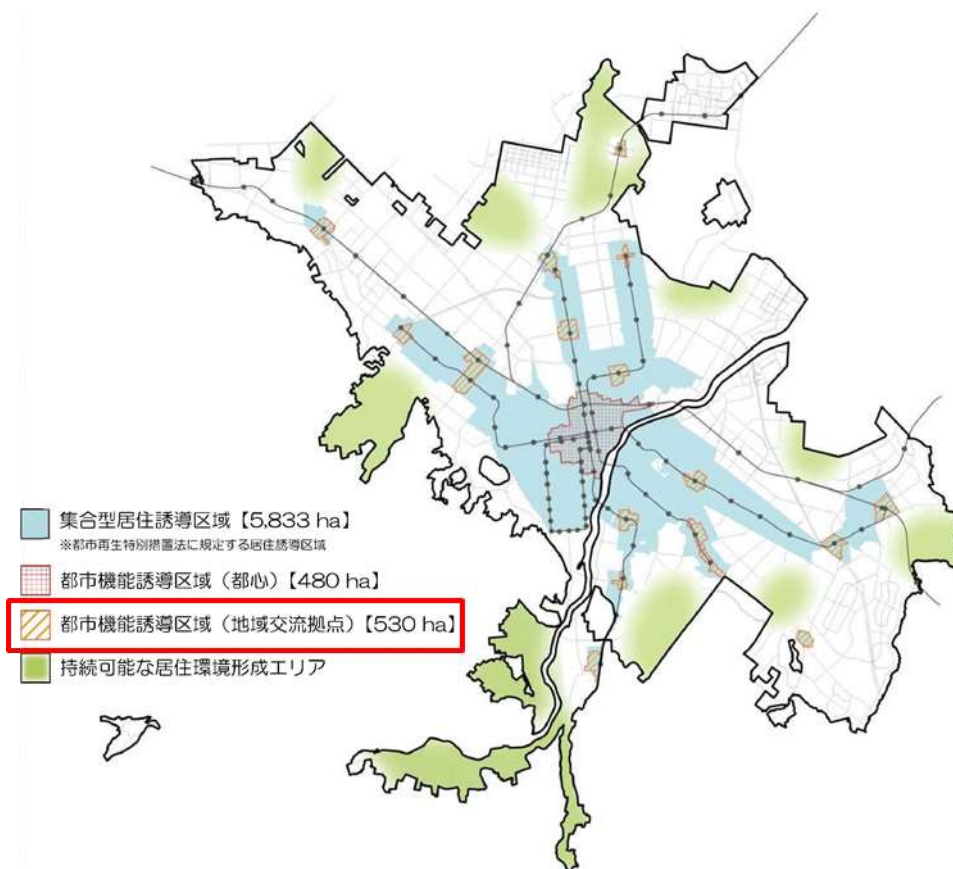 集合型居住誘導区域【5,833 ha】
※都市再生特別措置法に規定する居住誘導区域
都市機能誘導区域（都心）【480 ha】
都市機能誘導区域（地域交流拠点）【530 ha】
持続可能な居住環境形成エリア